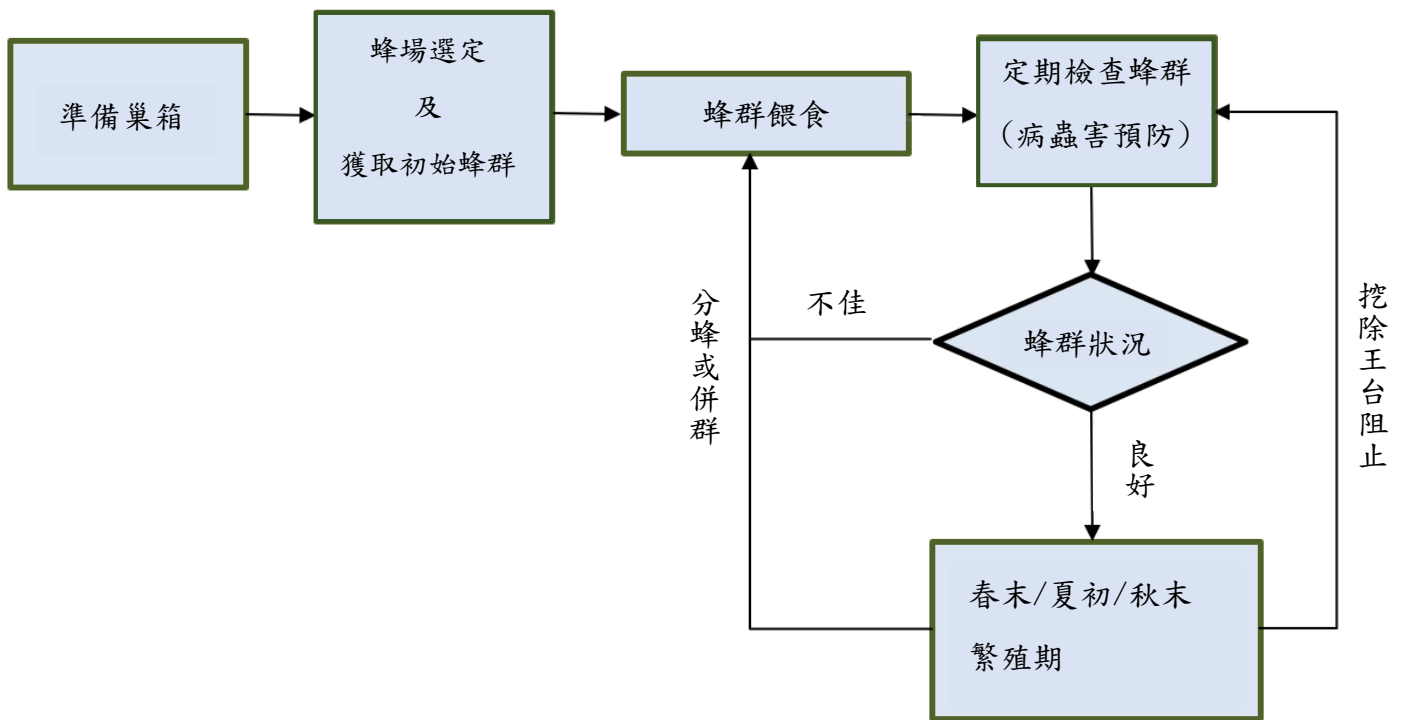 準備巢箱
蜂場選定
及
獲取初始蜂群
蜂群餵食
定期檢查蜂群
(病蟲害預防)
蜂群狀況
不佳
良好
分蜂或併群
挖除王台阻止
春末/夏初/秋末
繁殖期